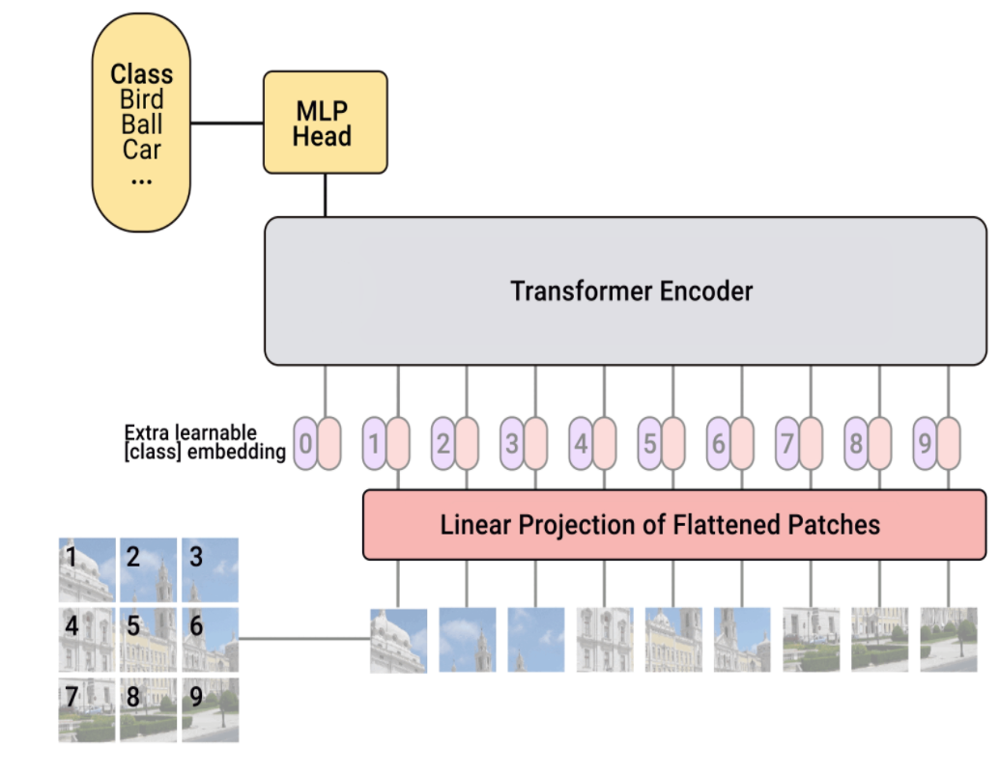 Class
Bird
Ball
Car
...
MLP
Head
Transformer Encoder
Extra learnable
[class] embedding
0 1 2 3 4 5 6 7 8 9
Linear Projection of Flattened Patches
1 2 3
4 5 6
7 8 9